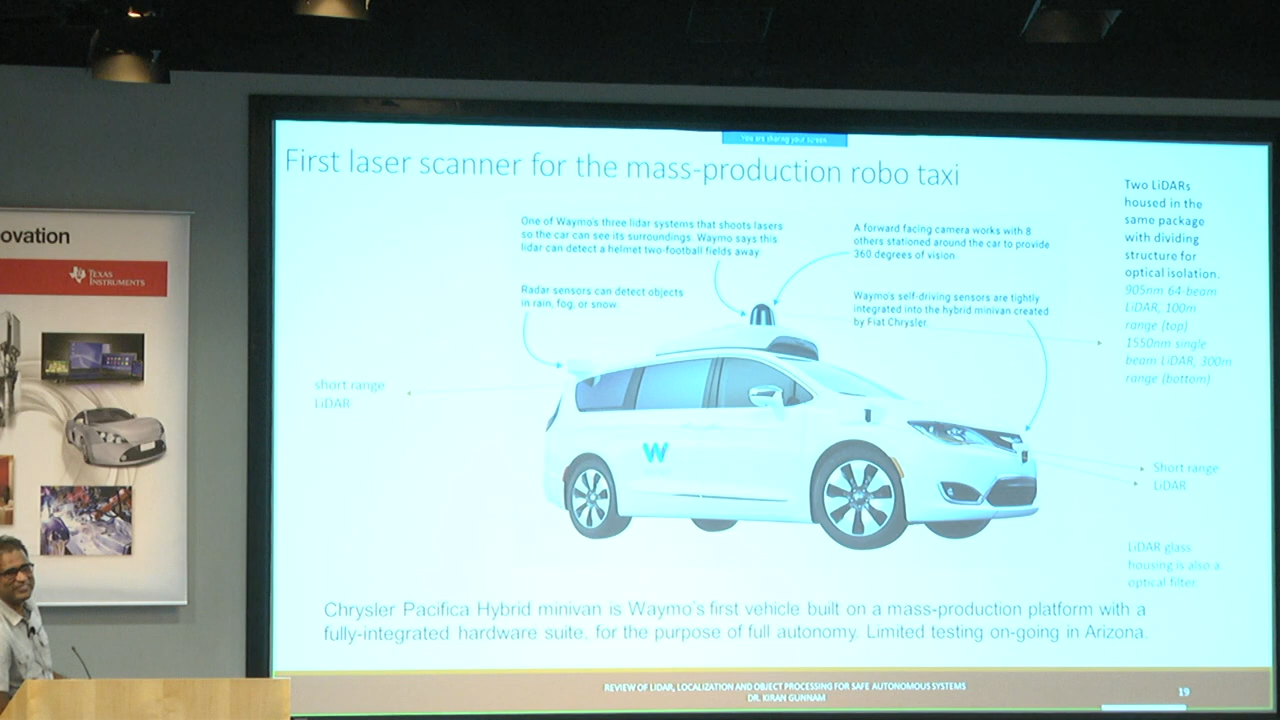 ovation
TEXAS
INSTRUMENTS
You are sharing your screen
First laser scanner for the mass-production robo taxi
One of Waymo's three lidar systems that shoots lasers
so the car can see its surroundings. Waymo says this
lidar can detect a helmet two-football fields away.
A forward facing camera works with 8
others stationed around the car to provide
360 degrees of vision.
Radar sensors can detect objects
in rain, fog, or snow.
Waymo's self-driving sensors are tightly
integrated into the hybrid minivan created
by Fiat Chrysler.
Two LiDARs
housed in the
same package
with dividing
structure for
optical isolation.
905nm 64-beam
LiDAR, 100m
range (top)
1550nm single
beam LiDAR, 300m
range (bottom)
short range
LiDAR
W
Short range
LiDAR
LiDAR glass
housing is also a
optical filter.
Chrysler Pacifica Hybrid minivan is Waymo's first vehicle built on a mass-production platform with a
fully-integrated hardware suite. for the purpose of full autonomy. Limited testing on-going in Arizona.
REVIEW OF LIDAR, LOCALIZATION AND OBJECT PROCESSING FOR SAFE AUTONOMOUS SYSTEMS
DR. KIRAN GUNNAM
19